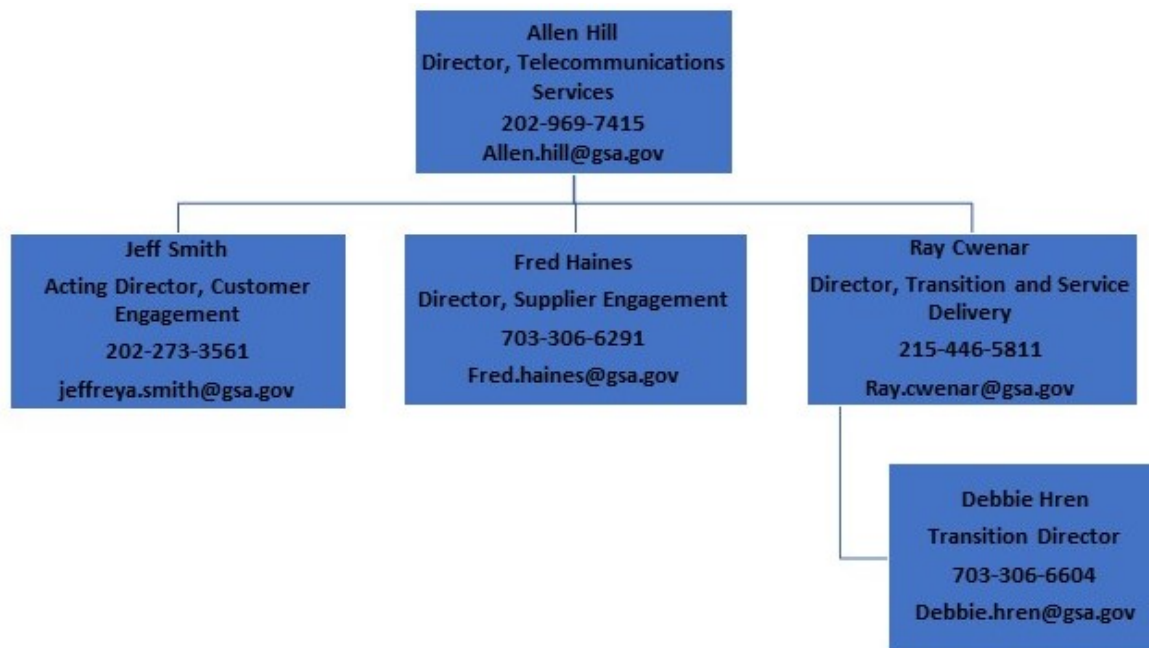 Allen Hill
Director, Telecommunications
Services
202-969-7415
Allen.hill@gsa.gov
Jeff Smith
Acting Director, Customer
Engagement
202-273-3561
jeffreya.smith@gsa.gov
Fred Haines
Director, Supplier Engagement
703-306-6291
Fred.haines@gsa.gov
Ray Cwenar
Director, Transition and Service
Delivery
215-446-5811
Ray.cwenar@gsa.gov
Debbie Hren
Transition Director
703-306-6604
Debbie.hren@gsa.gov